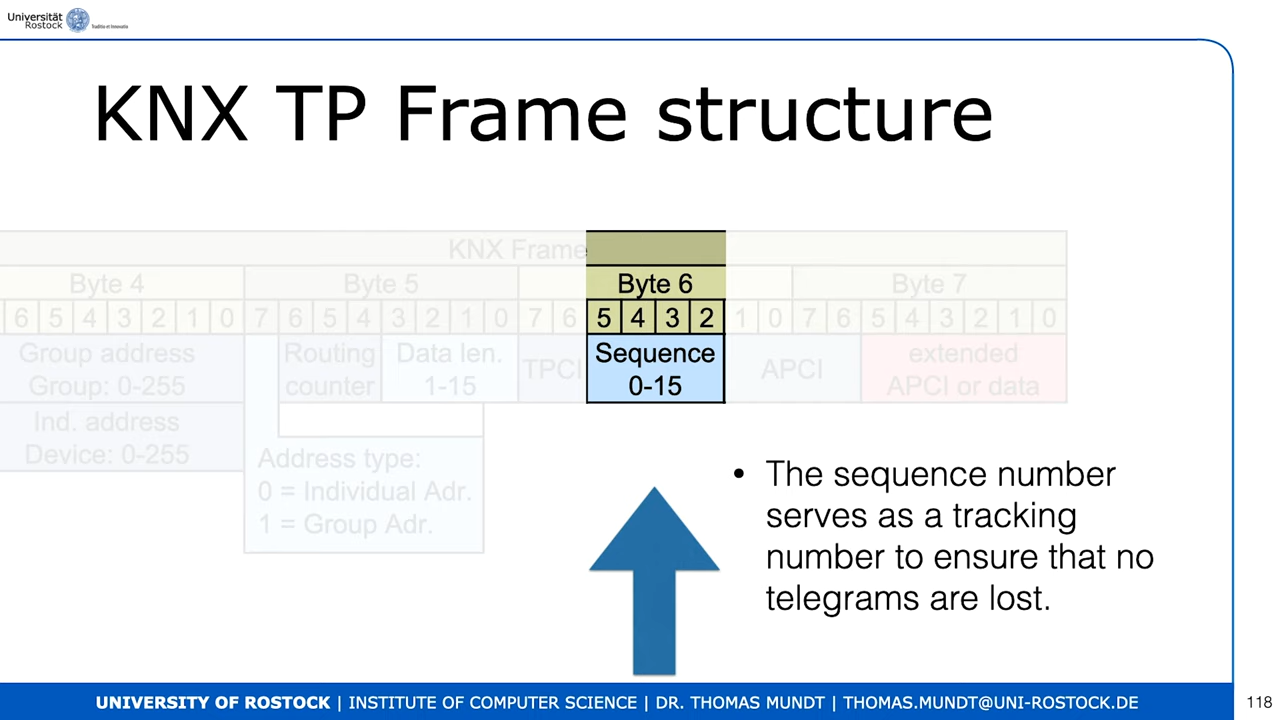 Universität
Rostock
Traditio et Innovatio
KNX TP Frame structure
KNX Frame
Byte 4 Byte 5 Byte 6 Byte 7
6 5 4 3 2 1 0 7 6 5 4 3 2 1 0 7 6 5 4 3 2 1 0 7 6 5 4 3 2 1 0
Group address
Group: 0-255
Routing
counter
Data len.
1-15
TPCI
Sequence
0-15
APCI
extended
APCI or data
Ind. address
Device: 0-255
Address type:
0 = Individual Adr.
1 = Group Adr.
• The sequence number
serves as a tracking
number to ensure that no
telegrams are lost.
UNIVERSITY OF ROSTOCK | INSTITUTE OF COMPUTER SCIENCE | DR. THOMAS MUNDT | THOMAS.MUNDT@UNI-ROSTOCK.DE
118